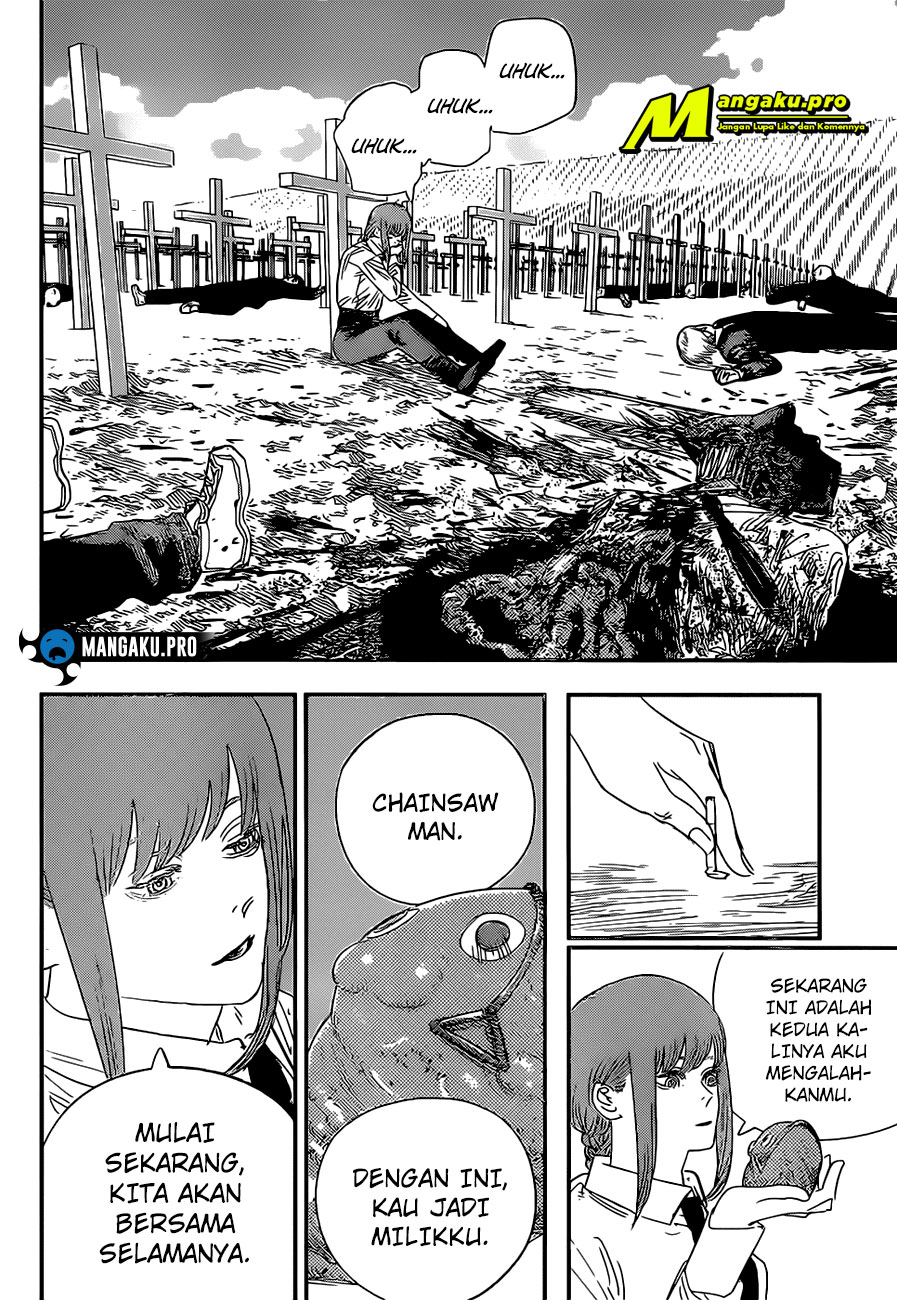 UHUK...
UHUK...
UHUK...
Mangaku.pro
Jangan Lupa Like dan Komennya
MANGAKU.PRO
SEKARANG
INI ADALAH
KEDUA KA-
LINYA AKU
MENGALAH-
KANMU.
CHAINSAW
MAN.
DENGAN INI,
KAU JADI
MILIKKU.
MULAI
SEKARANG,
KITA AKAN
BERSAMA
SELAMANYA.